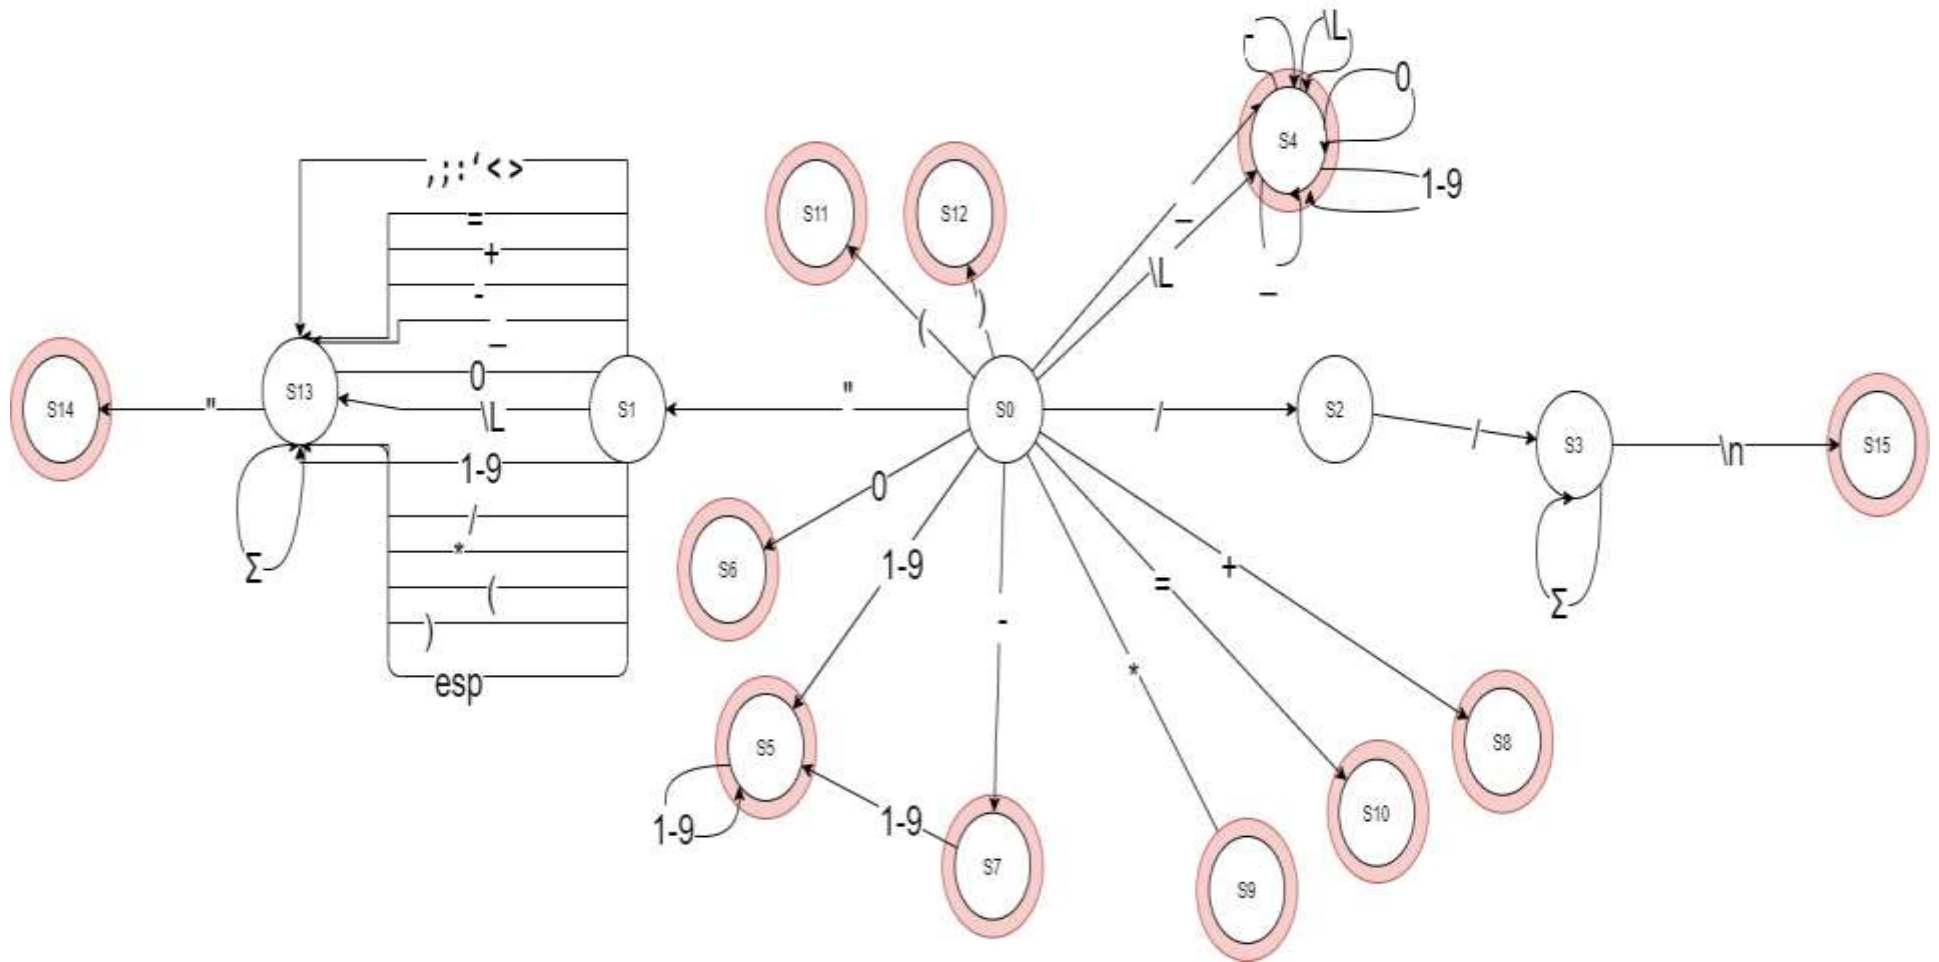 -
\L
0
S4
1-9
, ; : ‘ < >
=
+
-
_
0
\L
1-9
/
*
(
)
esp
S14
"
S13
Σ
S1
"
S11
S12
(
)
_
\L
_
S0
/
S2
/
S3
\n
S15
Σ
0
S6
1-9
-
*
=
+
S5
1-9
1-9
S7
S9
S10
S8